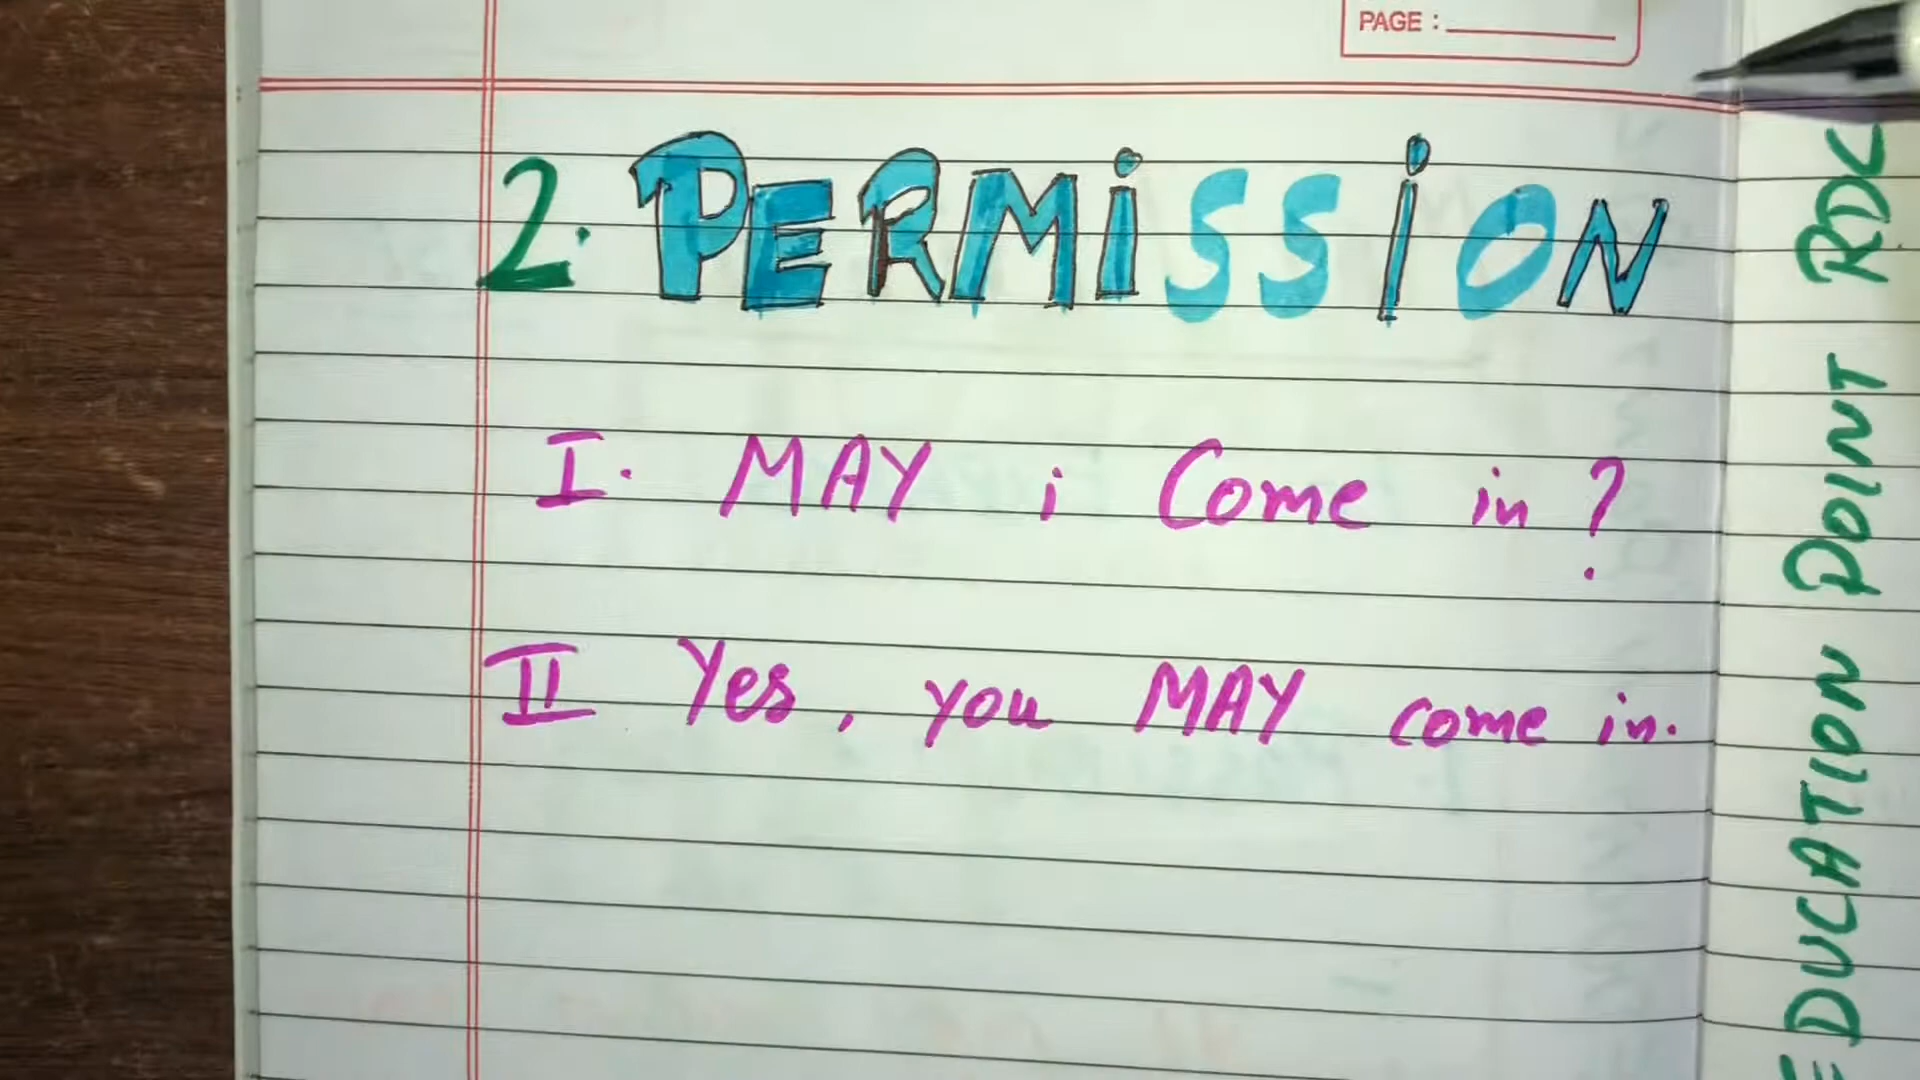 PAGE :
2. PERMiSSiON
I. MAY i Come in ?
II Yes, you MAY come in.
EDUCATION POINT RDC